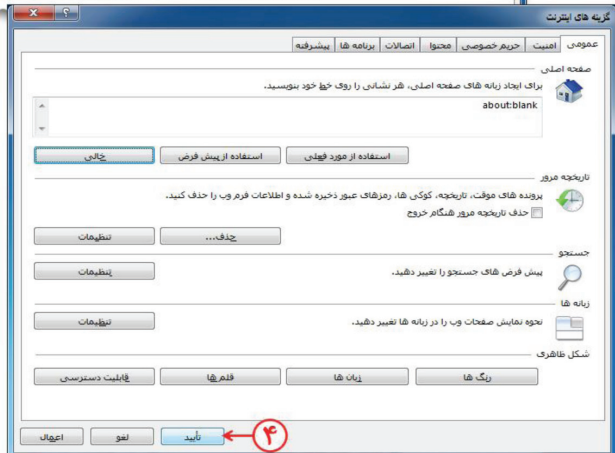 گزینه های اینترنت
عمومی امنیت حریم خصوصی محتوا اتصالات برنامه ها پیشرفته
صفحه اصلی
برای ایجاد زبانه های صفحه اصلی، هر نشانی را روی خط خود بنویسید.
about:blank
استفاده از مورد فعلی استفاده از پیش فرض خالی
تاریخچه مرور
پرونده های موقت، تاریخچه، کوکی ها، رمزهای عبور ذخیره شده و اطلاعات فرم وب را حذف کنید.
حذف تاریخچه مرور هنگام خروج
حذف... تنظیمات
جستجو
پیش فرض های جستجو را تغییر دهید.
تنظیمات
زبانه ها
نحوه نمایش صفحات وب را در زبانه ها تغییر دهید.
تنظیمات
شکل ظاهری
رنگ ها زبان ها قلم ها قابلیت دسترسی
۴ تأیید لغو اعمال